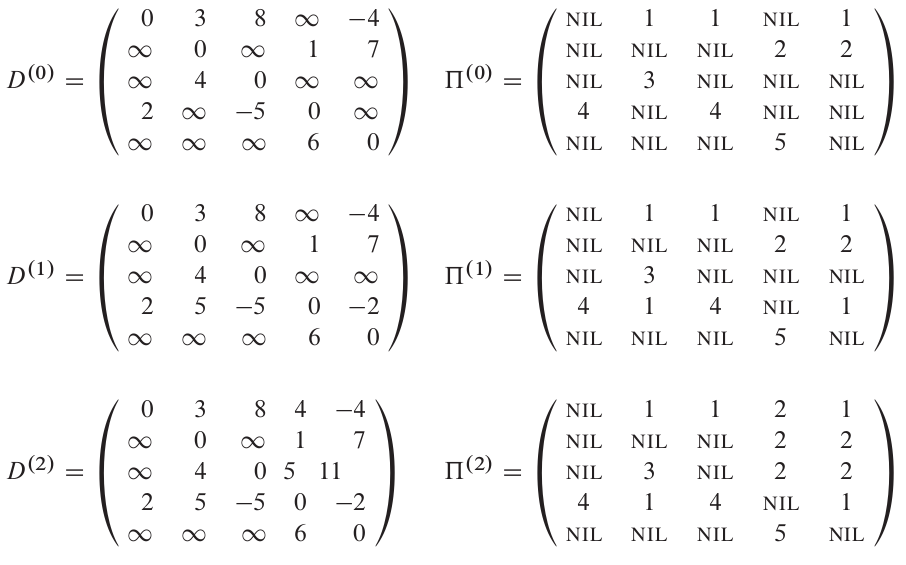 0 3 8 ∞ −4 NIL 1 1 NIL 1
∞ 0 ∞ 1 7 NIL NIL NIL 2 2
D(0) = ∞ 4 0 ∞ ∞ Π(0) = NIL 3 NIL NIL NIL
2 ∞ −5 0 ∞ 4 NIL 4 NIL NIL
∞ ∞ ∞ 6 0 NIL NIL NIL 5 NIL
0 3 8 ∞ −4 NIL 1 1 NIL 1
∞ 0 ∞ 1 7 NIL NIL NIL 2 2
D(1) = ∞ 4 0 ∞ ∞ Π(1) = NIL 3 NIL NIL NIL
2 5 −5 0 −2 4 1 4 NIL 1
∞ ∞ ∞ 6 0 NIL NIL NIL 5 NIL
0 3 8 4 −4 NIL 1 1 2 1
∞ 0 ∞ 1 7 NIL NIL NIL 2 2
D(2) = ∞ 4 0 5 11 Π(2) = NIL 3 NIL 2 2
2 5 −5 0 −2 4 1 4 NIL 1
∞ ∞ ∞ 6 0 NIL NIL NIL 5 NIL